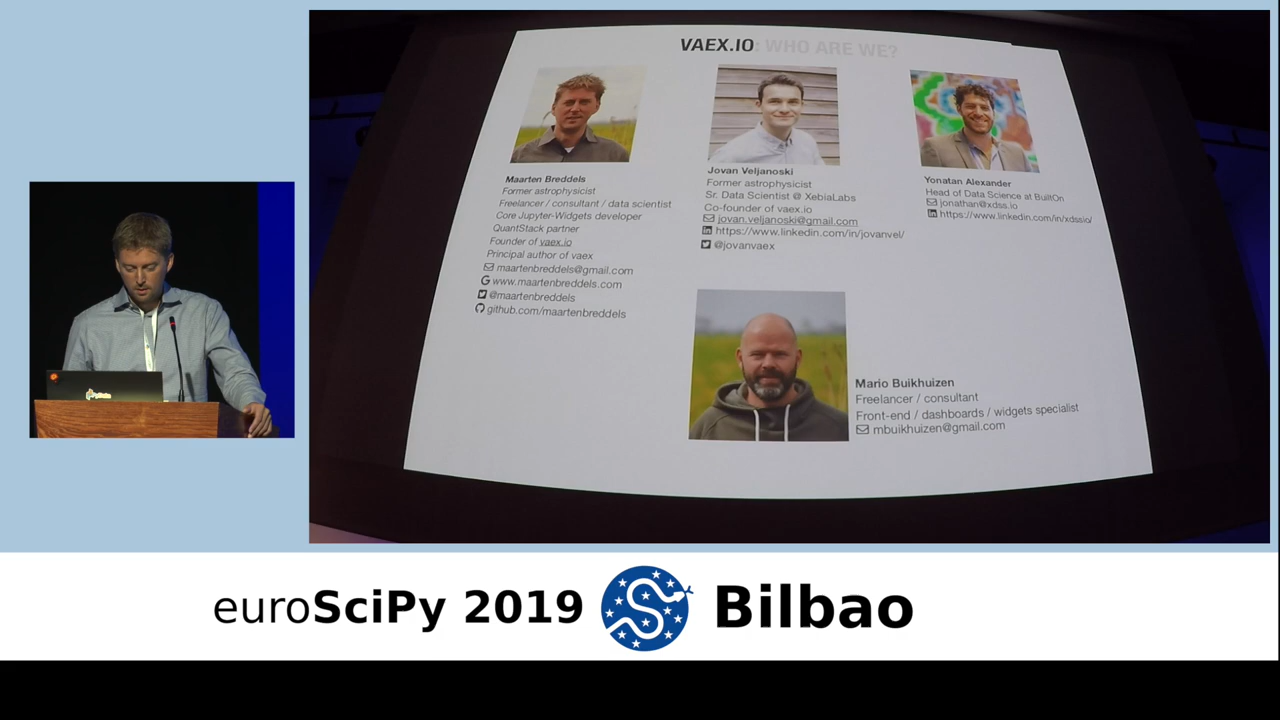 VAEX.IO: WHO ARE WE?
Maarten Breddels
Former astrophysicist
Freelancer / consultant / data scientist
Core Jupyter-Widgets developer
QuantStack partner
Founder of vaex.io
Principal author of vaex
maartenbreddels@gmail.com
www.maartenbreddels.com
@maartenbreddels
github.com/maartenbreddels
Jovan Veljanoski
Former astrophysicist
Sr. Data Scientist @ XebiaLabs
Co-founder of vaex.io
jovan.veljanoski@gmail.com
https://www.linkedin.com/in/jovanvel/
@jovanvaex
Yonatan Alexander
Head of Data Science at BuiltOn
jonathan@xdss.io
https://www.linkedin.com/in/xdssio/
Mario Buikhuizen
Freelancer / consultant
Front-end / dashboards / widgets specialist
mbuikhuizen@gmail.com
euroSciPy 2019 Bilbao